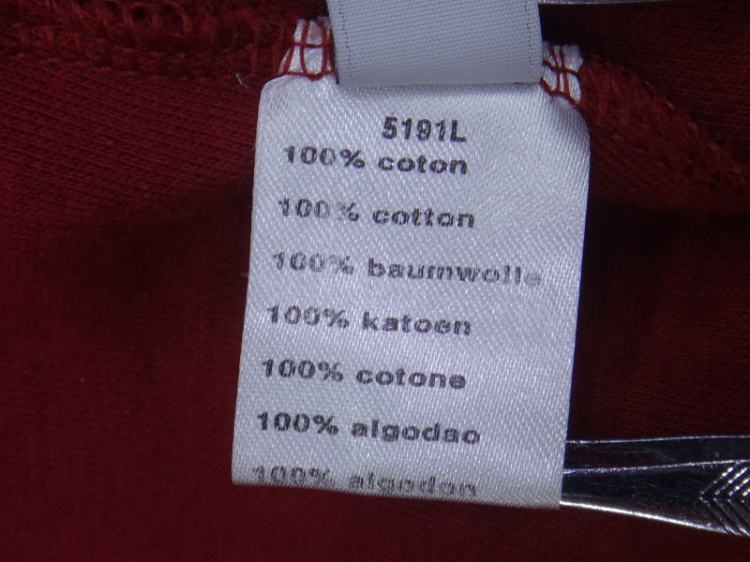 5191L
100% coton
100% cotton
100% baumwolle
100% katoen
100% cotone
100% algodao
100% algodon